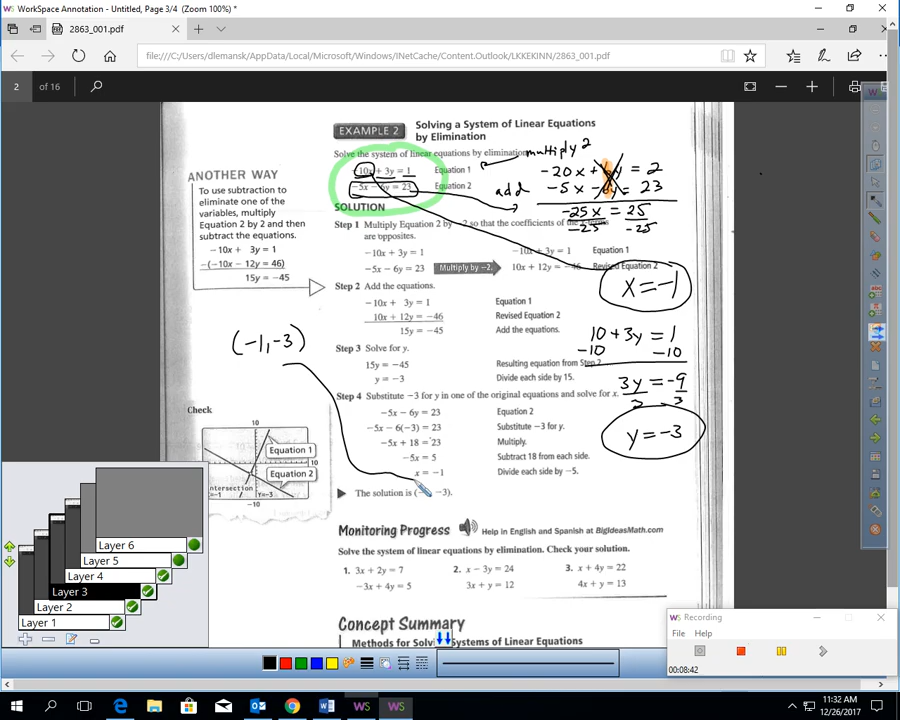 WorkSpace Annotation - Untitled, Page 3/4 (Zoom 100%) *
2863_001.pdf
file:///C:/Users/dlemansk/AppData/Local/Microsoft/Windows/INetCache/Content.Outlook/LKKEKINN/2863_001.pdf
2 of 16
EXAMPLE 2 Solving a System of Linear Equations
by Elimination
Solve the system of linear equations by elimination
multiply 2
10x + 3y = 1 Equation 1
-5x - 6y = 23 Equation 2
-20x = 2
add -5x = 23
-25x = 25
-25 -25
x = -1
10 + 3y = 1
-10 -10
3y = -9
y = -3
(-1, -3)
ANOTHER WAY
To use subtraction to
eliminate one of the
variables, multiply
Equation 2 by 2 and then
subtract the equations.
-10x + 3y = 1
-(-10x - 12y = 46)
15y = -45
SOLUTION
Step 1 Multiply Equation 2 by -2 so that the coefficients of the x-terms
are opposites.
-10x + 3y = 1 -10x + 3y = 1 Equation 1
-5x - 6y = 23 Multiply by -2. 10x + 12y = -46 Revised Equation 2
Step 2 Add the equations.
-10x + 3y = 1 Equation 1
10x + 12y = -46 Revised Equation 2
15y = -45 Add the equations.
Step 3 Solve for y.
15y = -45 Resulting equation from Step 2
y = -3 Divide each side by 15.
Step 4 Substitute -3 for y in one of the original equations and solve for x.
-5x - 6y = 23 Equation 2
-5x - 6(-3) = 23 Substitute -3 for y.
-5x + 18 = 23 Multiply.
-5x = 5 Subtract 18 from each side.
x = -1 Divide each side by -5.
The solution is ( -3).
Check
10
Equation 1
10
Equation 2
ntersection
=-1 Y=-3
-10
Monitoring Progress Help in English and Spanish at BigIdeasMath.com
Solve the system of linear equations by elimination. Check your solution.
1. 3x + 2y = 7 2. x - 3y = 24 3. x + 4y = 22
-3x + 4y = 5 3x + y = 12 4x + y = 13
Concept Summary
Methods for Solvi Systems of Linear Equations
Layer 6
Layer 5
Layer 4
Layer 3
Layer 2
Layer 1
WS Recording
File Help
00:08:42
11:32 AM
12/26/2017